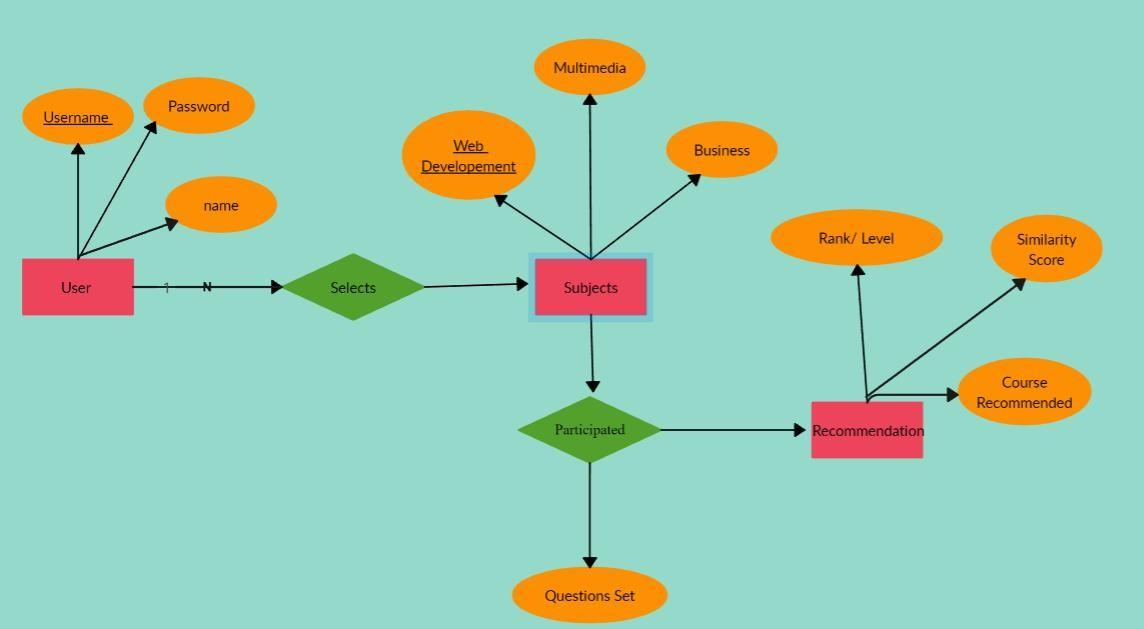 Multimedia
Username
Password
Web
Developement
Business
name
Rank/ Level
Similarity
Score
User
1
N
Selects
Subjects
Course
Recommended
Participated
Recommendation
Questions Set